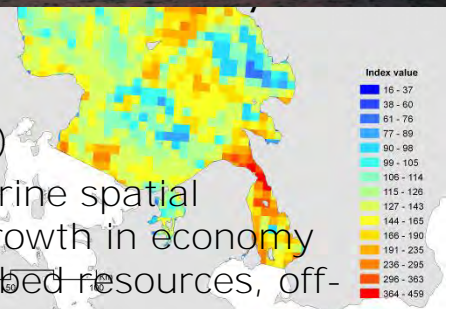 Index value
16 - 37
38 - 60
61 - 76
77 - 89
90 - 98
99 - 105
106 - 114
115 - 126
127 - 143
144 - 165
166 - 190
191 - 235
236 - 295
296 - 363
364 - 459
)
rine spatial
rowth in economy
bed resources, off-
50
100